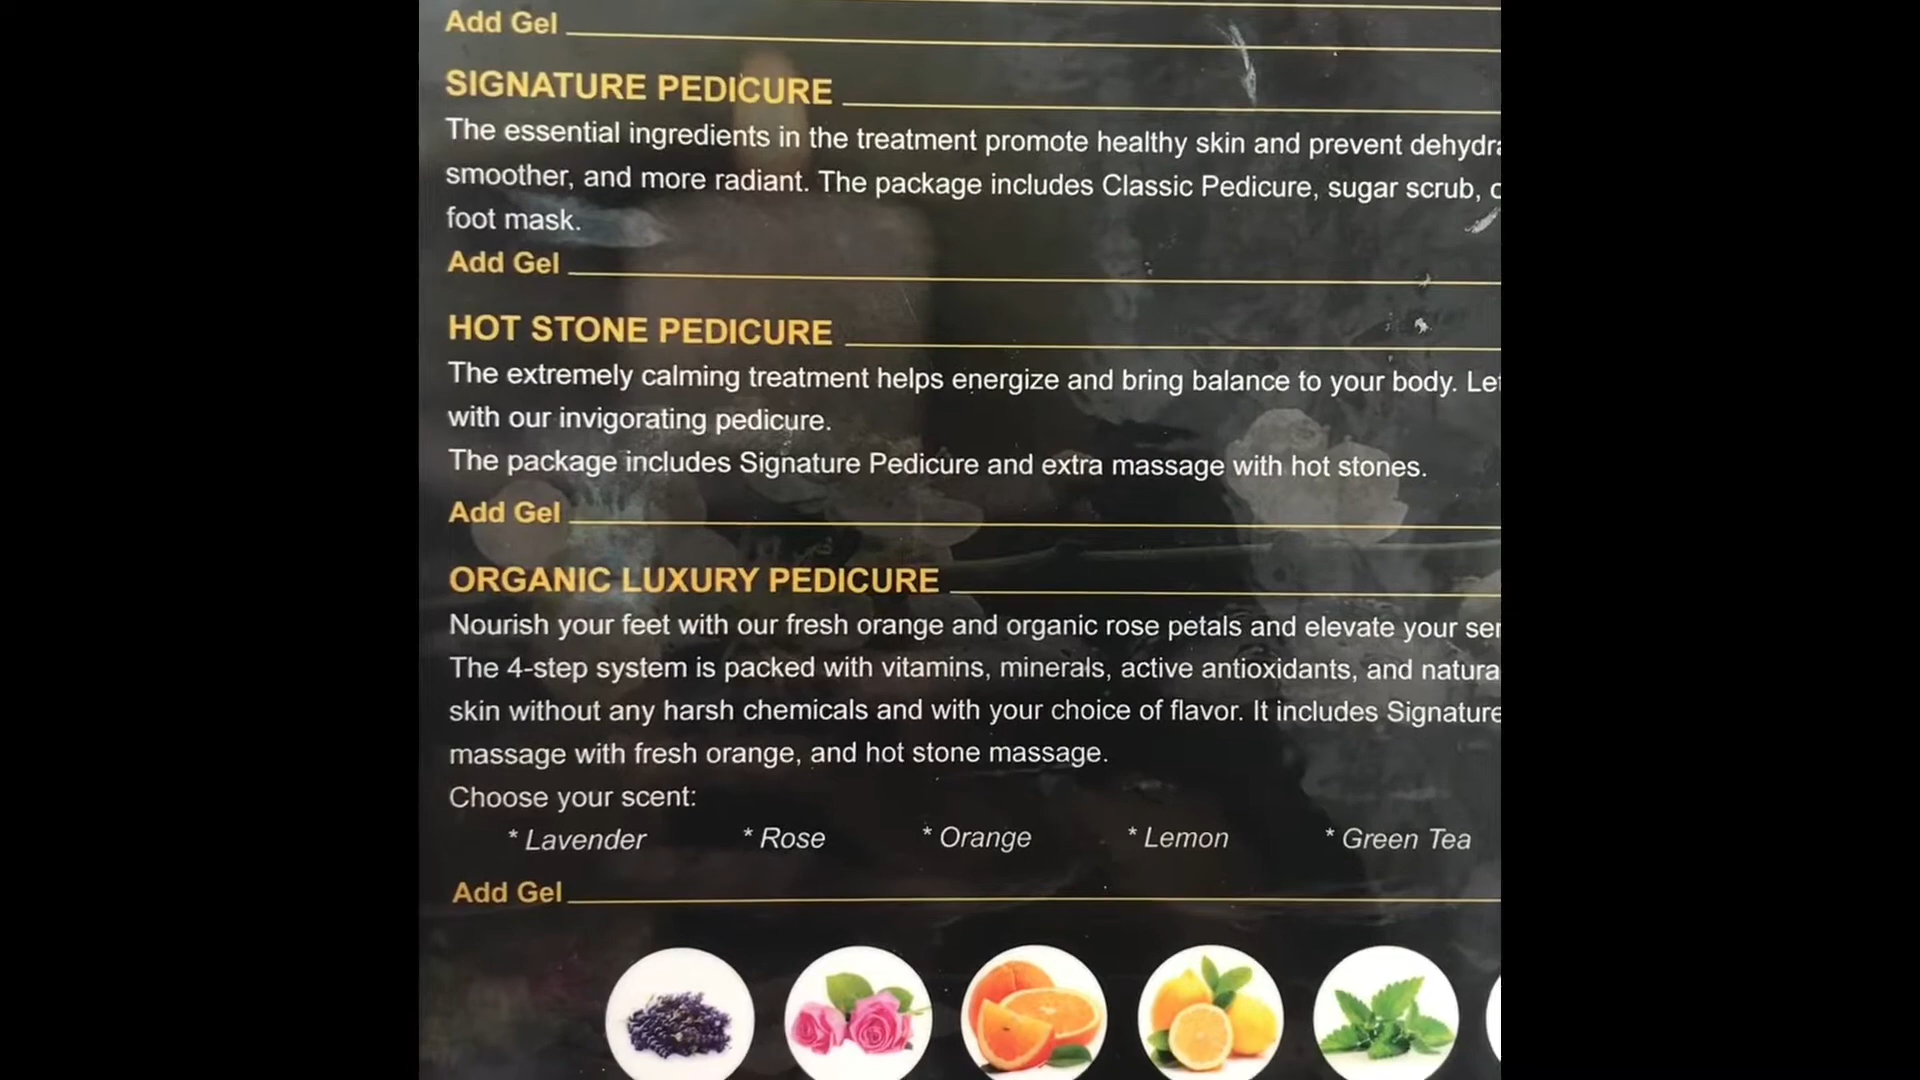 Add Gel
SIGNATURE PEDICURE
The essential ingredients in the treatment promote healthy skin and prevent
smoother, and more radiant. The package includes Classic Pedicure, sugar scrub,
foot mask.
Add Gel
HOT STONE PEDICURE
The extremely calming treatment helps energize and bring balance to your body.
with our invigorating pedicure.
The package includes Signature Pedicure and extra massage with hot stones.
Add Gel
ORGANIC LUXURY PEDICURE
Nourish your feet with our fresh orange and organic rose petals and elevate your
The 4-step system is packed with vitamins, minerals, active antioxidants, and
skin without any harsh chemicals and with your choice of flavor. It includes Signature
massage with fresh orange, and hot stone massage.
Choose your scent:
* Lavender * Rose * Orange * Lemon * Green Tea
Add Gel